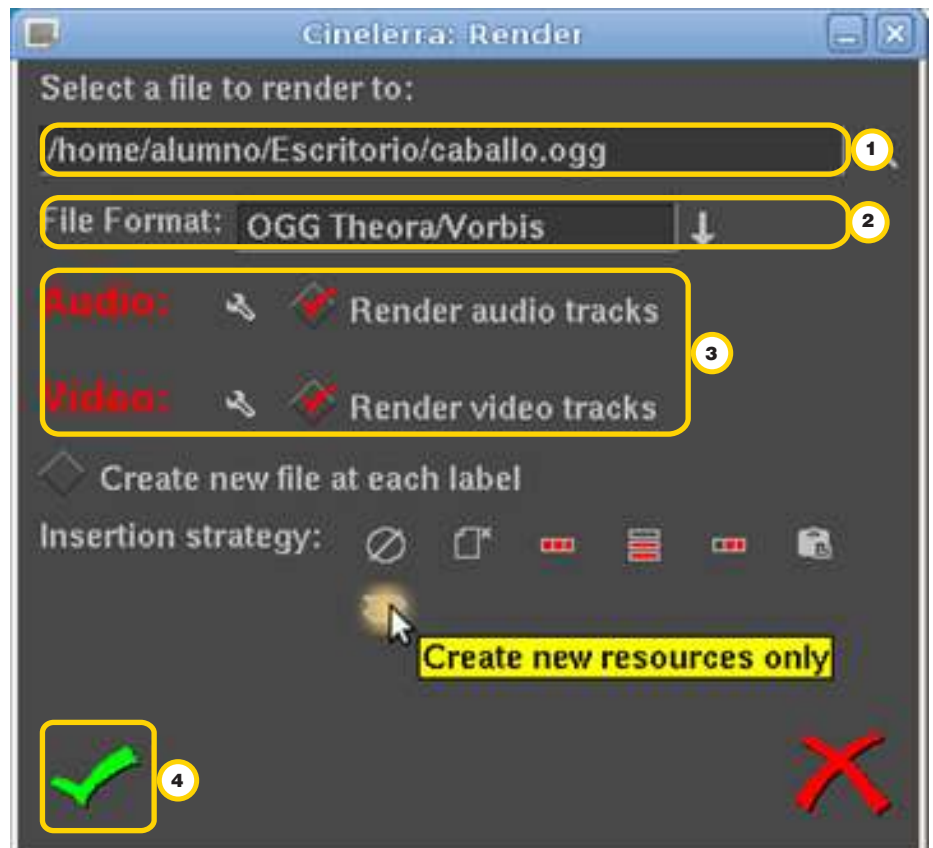 Cinelerra: Render
Select a file to render to:
/home/alumno/Escritorio/caballo.ogg
1
File Format: OGG Theora/Vorbis
2
Audio: Render audio tracks
3
Video: Render video tracks
Create new file at each label
Insertion strategy:
Create new resources only
4